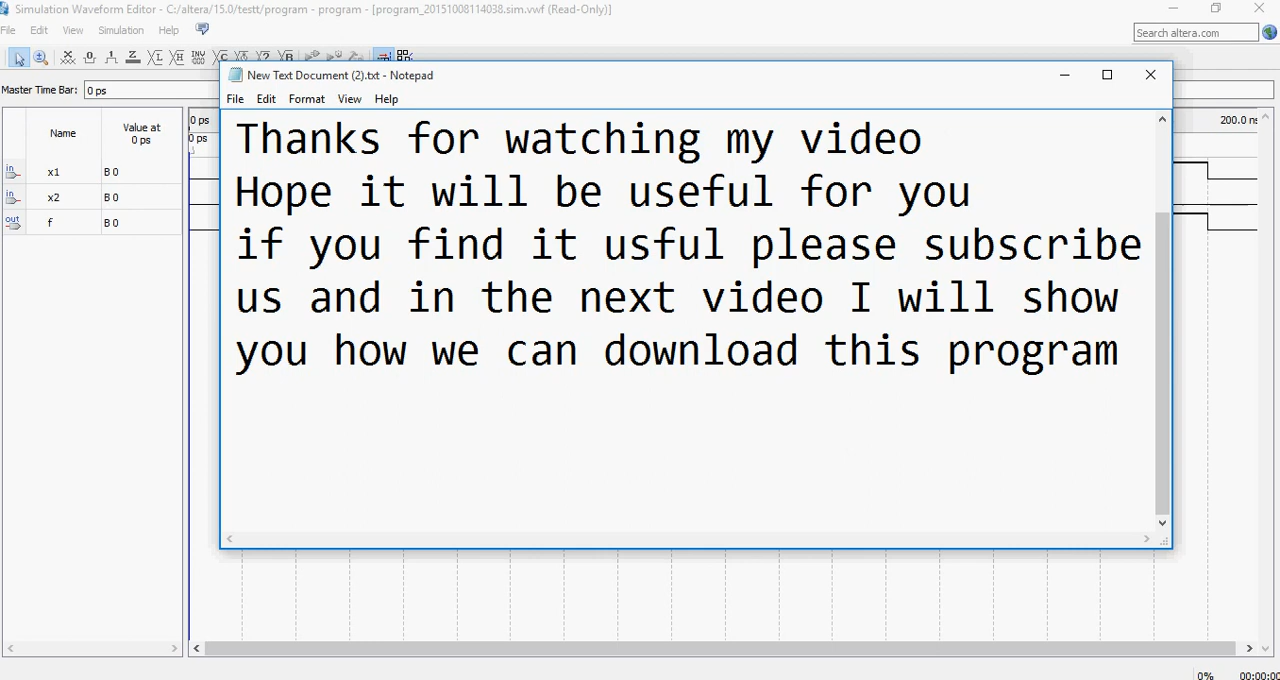 Simulation Waveform Editor - C:/altera/15.0/testt/program - program - [program_20151008114038.sim.vwf (Read-Only)]
File Edit View Simulation Help
Search altera.com
Master Time Bar: 0 ps
New Text Document (2).txt - Notepad
File Edit Format View Help
Name Value at 0 ps
0 ps 200.0 ns
0 ps
x1 B 0
x2 B 0
f B 0
Thanks for watching my video
Hope it will be useful for you
if you find it usful please subscribe
us and in the next video I will show
you how we can download this program
0% 00:00:00